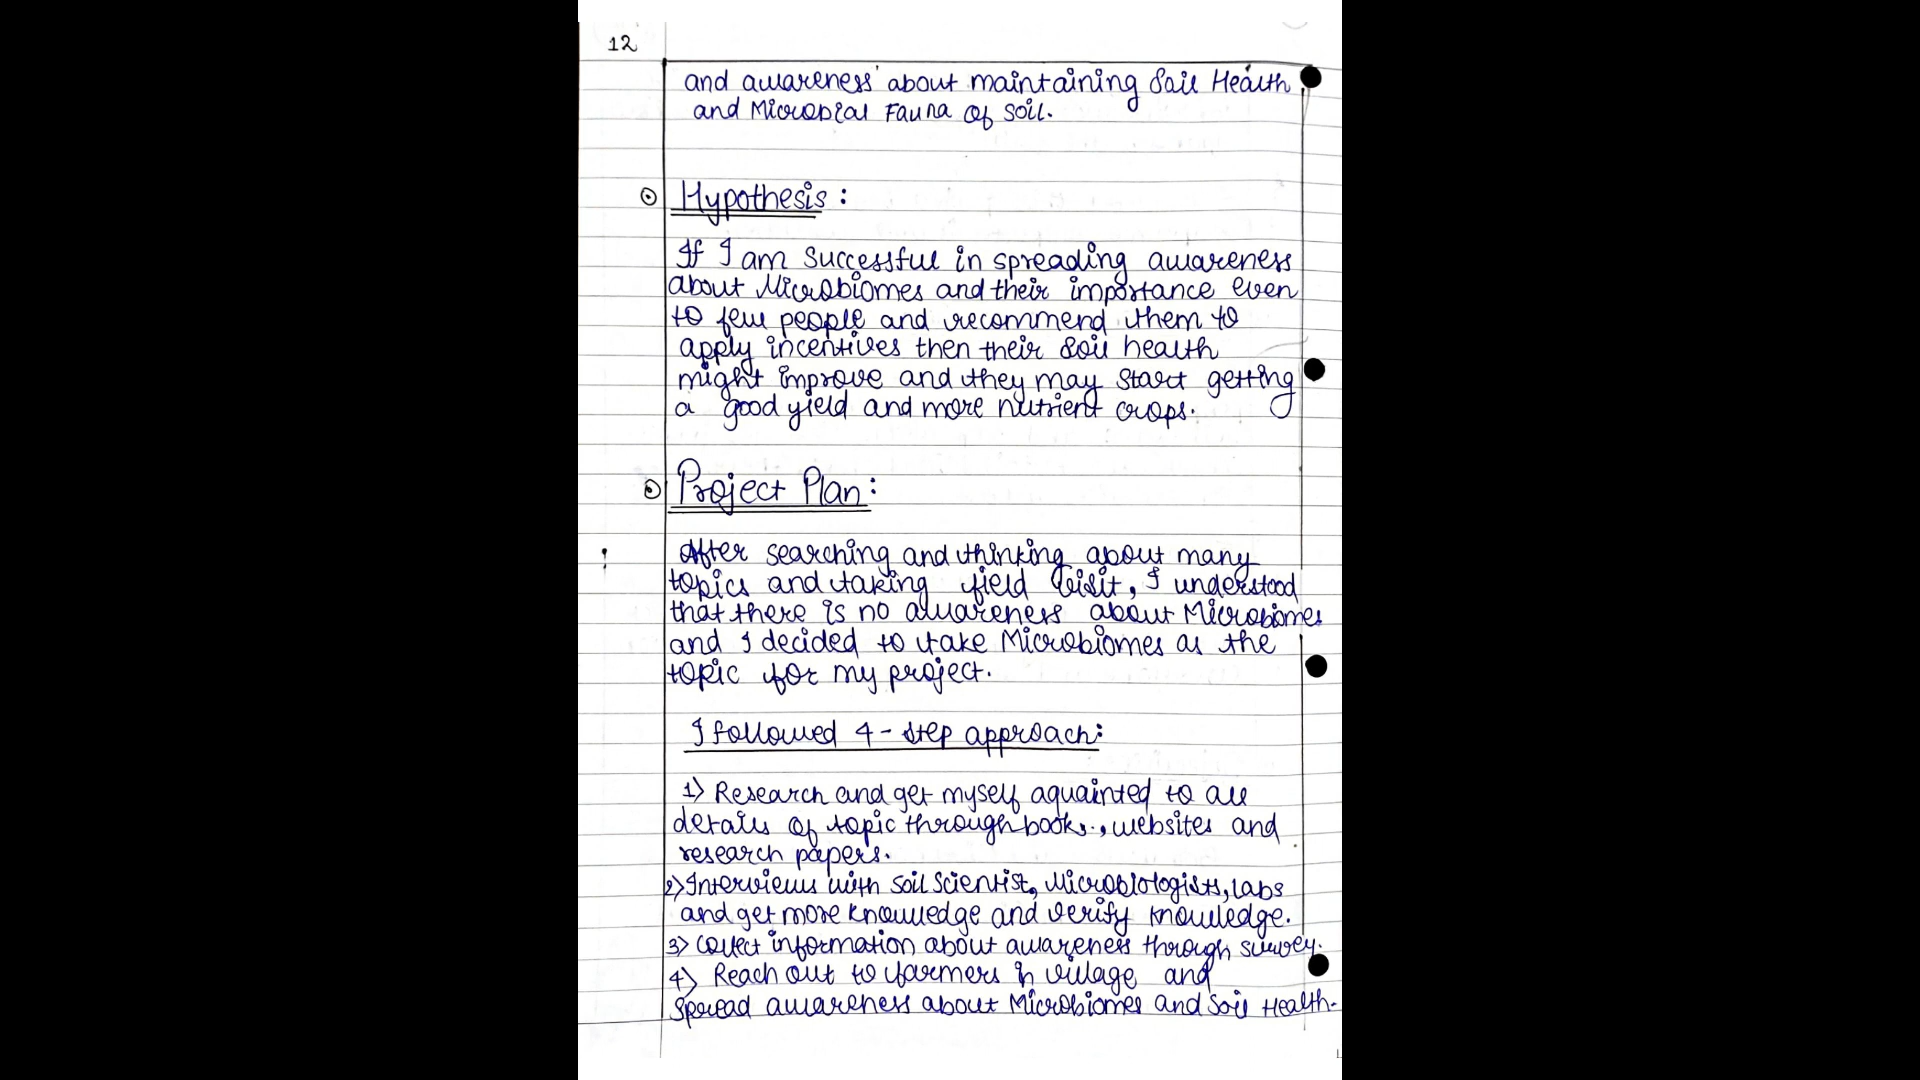 12
and awareness about maintaining Soil Health
and Microbial Fauna of Soil.
Hypothesis:
If I am Successful in spreading awareness
about Microbiomes and their importance even
to few people and recommend them to
apply incentives then their Soil health
might improve and they may start getting
a good yield and more nutrient crops.
Project Plan:
After searching and thinking about many
topics and taking field visit, I understood
that there is no awareness about Microbiomes
and I decided to take Microbiomes as the
topic for my project.
I followed 4-step approach:
1) Research and get myself aquainted to all
details of topic through books, websites and
research papers.
2) Interviews with Soil Scientist, Microbiologists, labs
and get more knowledge and verify knowledge.
3) Collect information about awareness through survey.
4) Reach out to farmers in village and
Spread awareness about Microbiomes and Soil Health.